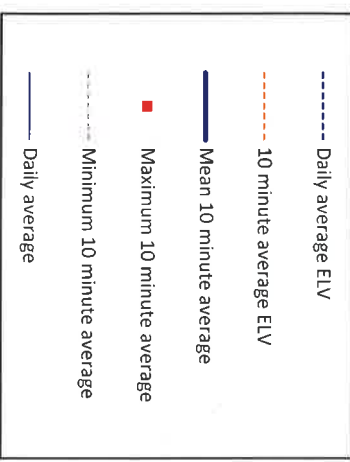 Daily average ELV
10 minute average ELV
Mean 10 minute average
Maximum 10 minute average
Minimum 10 minute average
Daily average